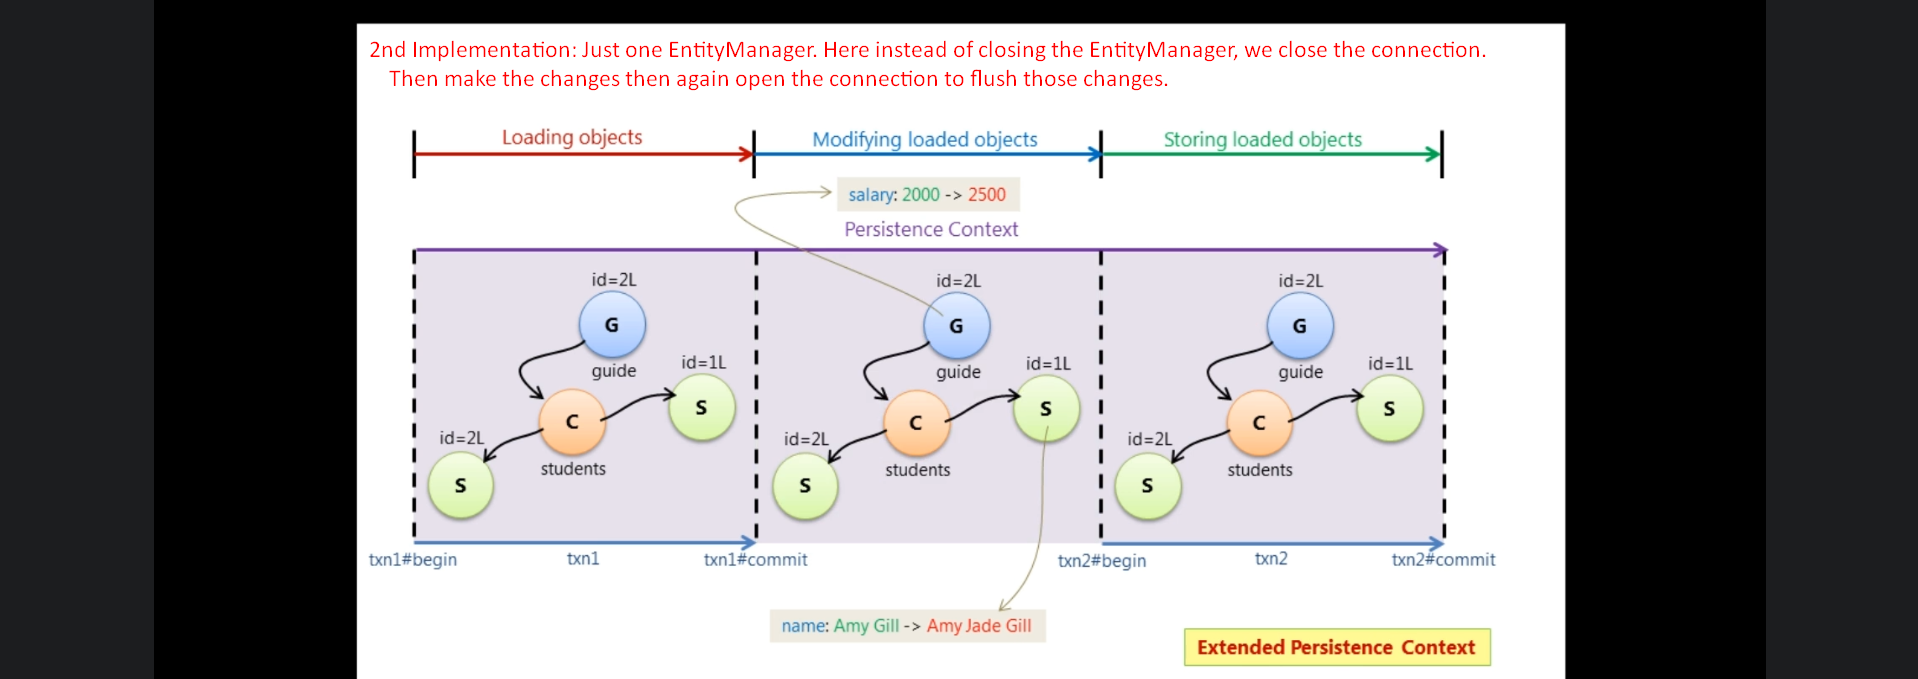 2nd Implementation: Just one EntityManager. Here instead of closing the EntityManager, we close the connection.
Then make the changes then again open the connection to flush those changes.
Loading objects
Modifying loaded objects
Storing loaded objects
salary: 2000 -> 2500
Persistence Context
id=2L
G
guide
id=1L
S
C
students
id=2L
S
id=2L
G
guide
id=1L
S
C
students
id=2L
S
id=2L
G
guide
id=1L
S
C
students
id=2L
S
txn1#begin
txn1
txn1#commit
txn2#begin
txn2
txn2#commit
name: Amy Gill -> Amy Jade Gill
Extended Persistence Context